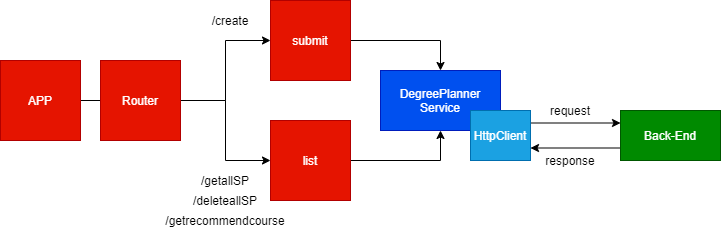 /create
submit
APP
Router
DegreePlanner
Service
HttpClient
request
Back-End
response
list
/getallSP
/deleteallSP
/getrecommendcourse